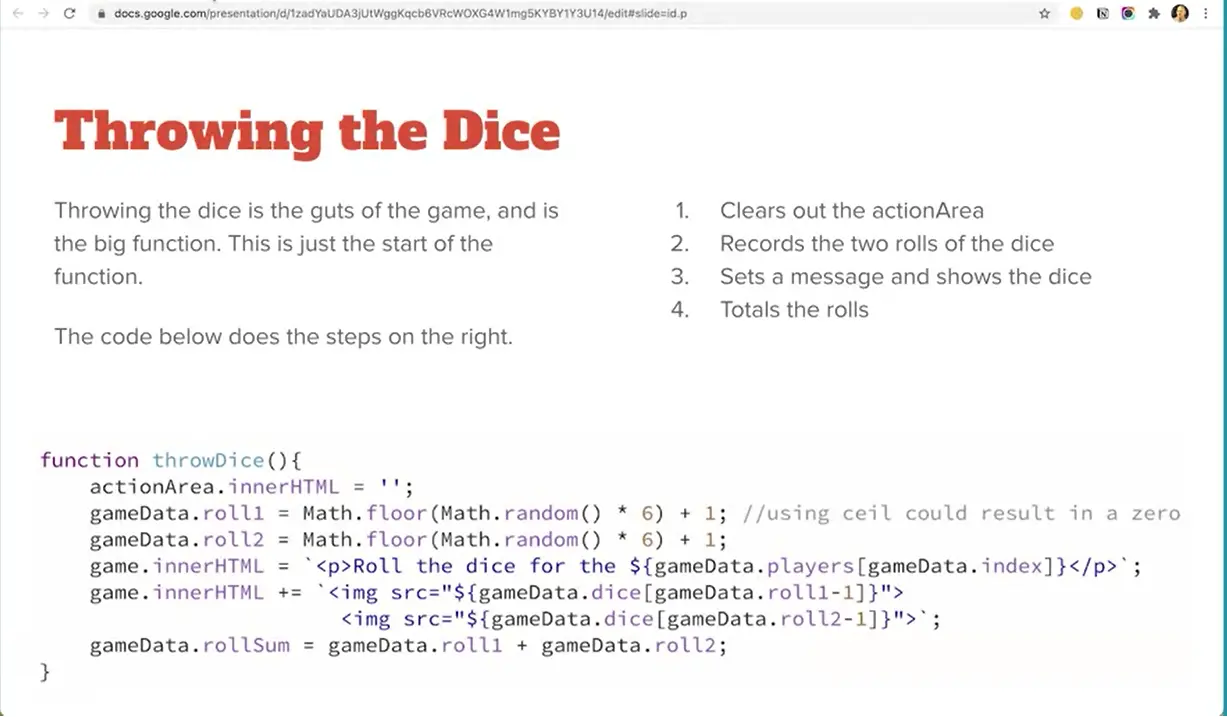 docs.google.com/presentation/d/1zadYaUDA3jUtWggKqcb6VRcWOXG4W1mg5KYBY1Y3U14/edit#slide=id.p
Throwing the Dice
Throwing the dice is the guts of the game, and is
the big function. This is just the start of the
function.
The code below does the steps on the right.
1. Clears out the actionArea
2. Records the two rolls of the dice
3. Sets a message and shows the dice
4. Totals the rolls
function throwDice(){
    actionArea.innerHTML = '';
    gameData.roll1 = Math.floor(Math.random() * 6) + 1; //using ceil could result in a zero
    gameData.roll2 = Math.floor(Math.random() * 6) + 1;
    game.innerHTML = `<p>Roll the dice for the ${gameData.players[gameData.index]}</p>`;
    game.innerHTML += `<img src="${gameData.dice[gameData.roll1-1]}">
                        <img src="${gameData.dice[gameData.roll2-1]}">`;
    gameData.rollSum = gameData.roll1 + gameData.roll2;
}